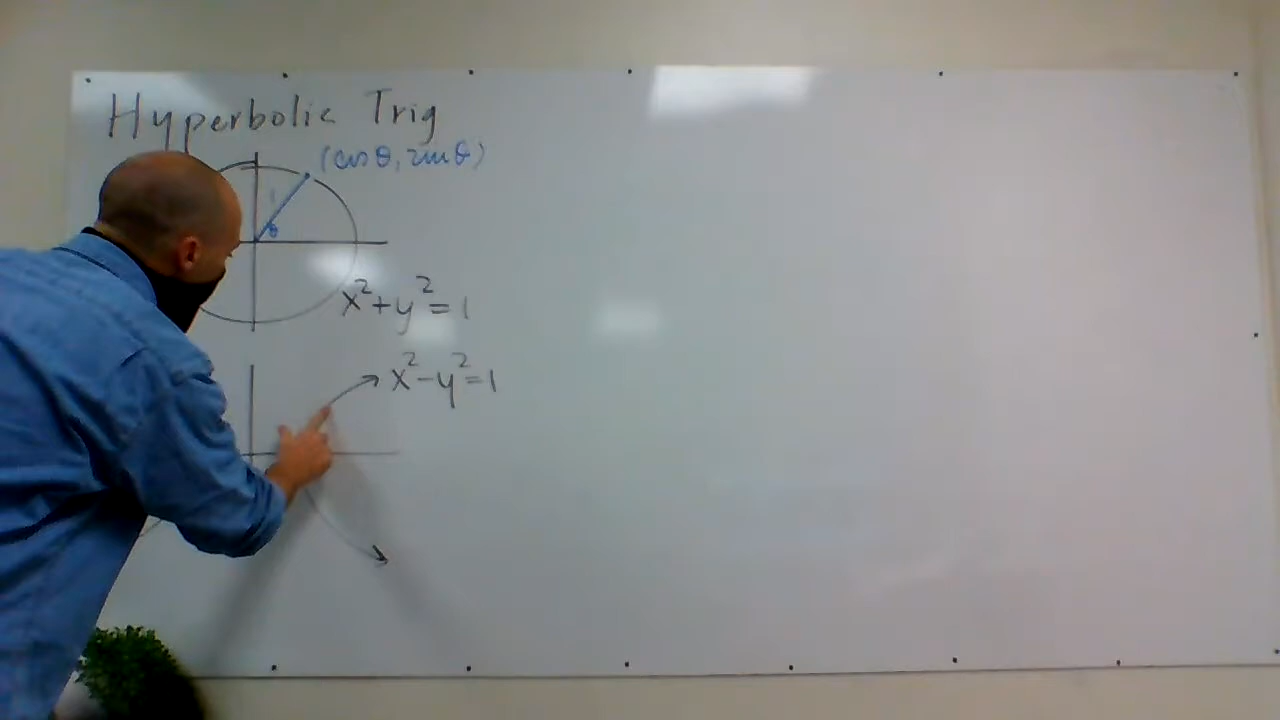 Hyperbolic Trig
(cos θ, sin θ)
1
θ
x² + y² = 1
x² - y² = 1